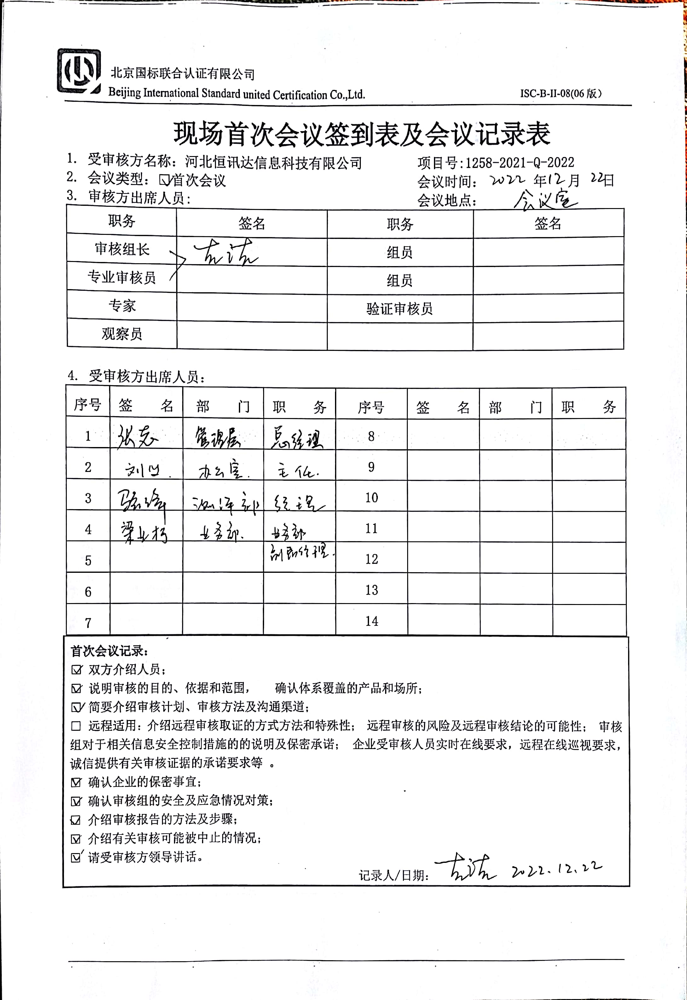 北京国标联合认证有限公司
Beijing International Standard united Certification Co.,Ltd.
ISC-B-II-08(06版)
现场首次会议签到表及会议记录表
1. 受审核方名称：河北恒讯达信息科技有限公司 项目号:1258-2021-Q-2022
2. 会议类型：☑首次会议 会议时间： 2022 年12月 22日
3. 审核方出席人员： 会议地点： 会议室
职务 签名 职务 签名
审核组长 组员
专业审核员 组员
专家 验证审核员
观察员
4. 受审核方出席人员：
序号 签 名 部 门 职 务 序号 签 名 部 门 职 务
1 张志 管理层 总经理 8
2 刘 办公室. 主任. 9
3 部 经理 10
4 梁业 业务部. 业务部 11
5 副总经理. 12
6 13
7 14
首次会议记录：
☑ 双方介绍人员；
☑ 说明审核的目的、依据和范围， 确认体系覆盖的产品和场所；
☑ 简要介绍审核计划、审核方法及沟通渠道；
☐ 远程适用：介绍远程审核取证的方式方法和特殊性； 远程审核的风险及远程审核结论的可能性； 审核
组对于相关信息安全控制措施的的说明及保密承诺； 企业受审核人员实时在线要求，远程在线巡视要求，
诚信提供有关审核证据的承诺要求等 。
☑ 确认企业的保密事宜；
☑ 确认审核组的安全及应急情况对策；
☑ 介绍审核报告的方法及步骤；
☑ 介绍有关审核可能被中止的情况；
☑ 请受审核方领导讲话。
记录人/日期： 2022.12.22